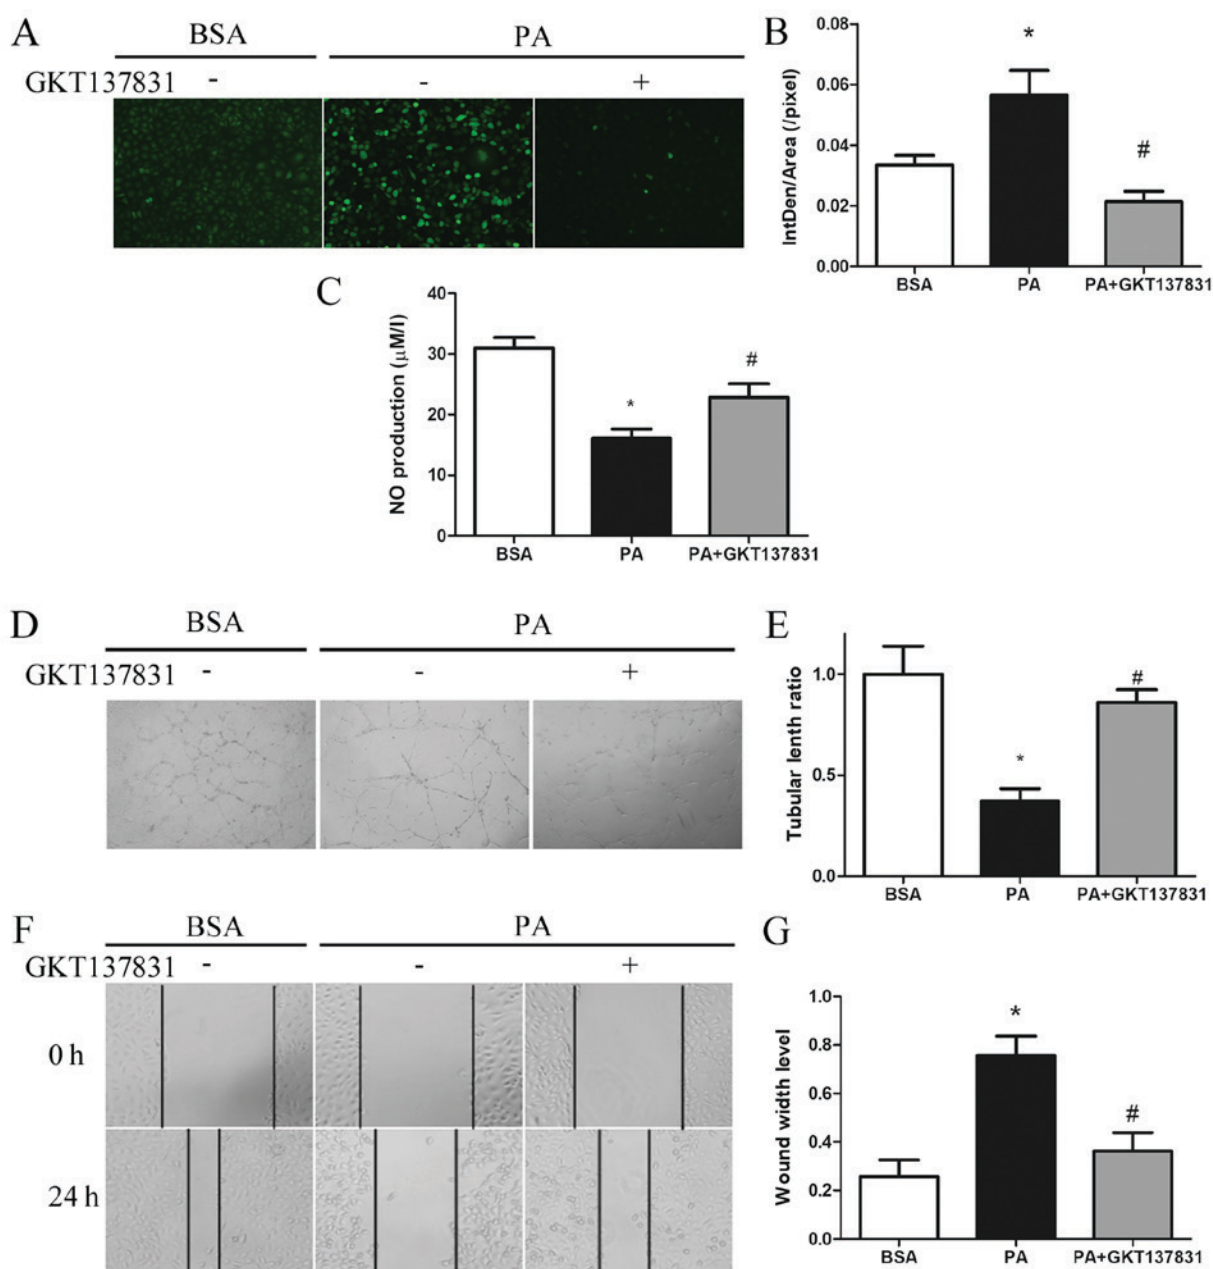 A
BSA
PA
GKT137831
-
-
+
B
IntDen/Area (/pixel)
0.08
0.06
0.04
0.02
0.00
*
#
BSA
PA
PA+GKT137831
C
NO production (µM/l)
40
30
20
10
0
*
#
BSA
PA
PA+GKT137831
D
BSA
PA
GKT137831
-
-
+
E
Tubular lenth ratio
1.0
0.5
0.0
*
#
BSA
PA
PA+GKT137831
F
BSA
PA
GKT137831
-
-
+
0 h
24 h
G
Wound width level
1.0
0.8
0.6
0.4
0.2
0.0
*
#
BSA
PA
PA+GKT137831